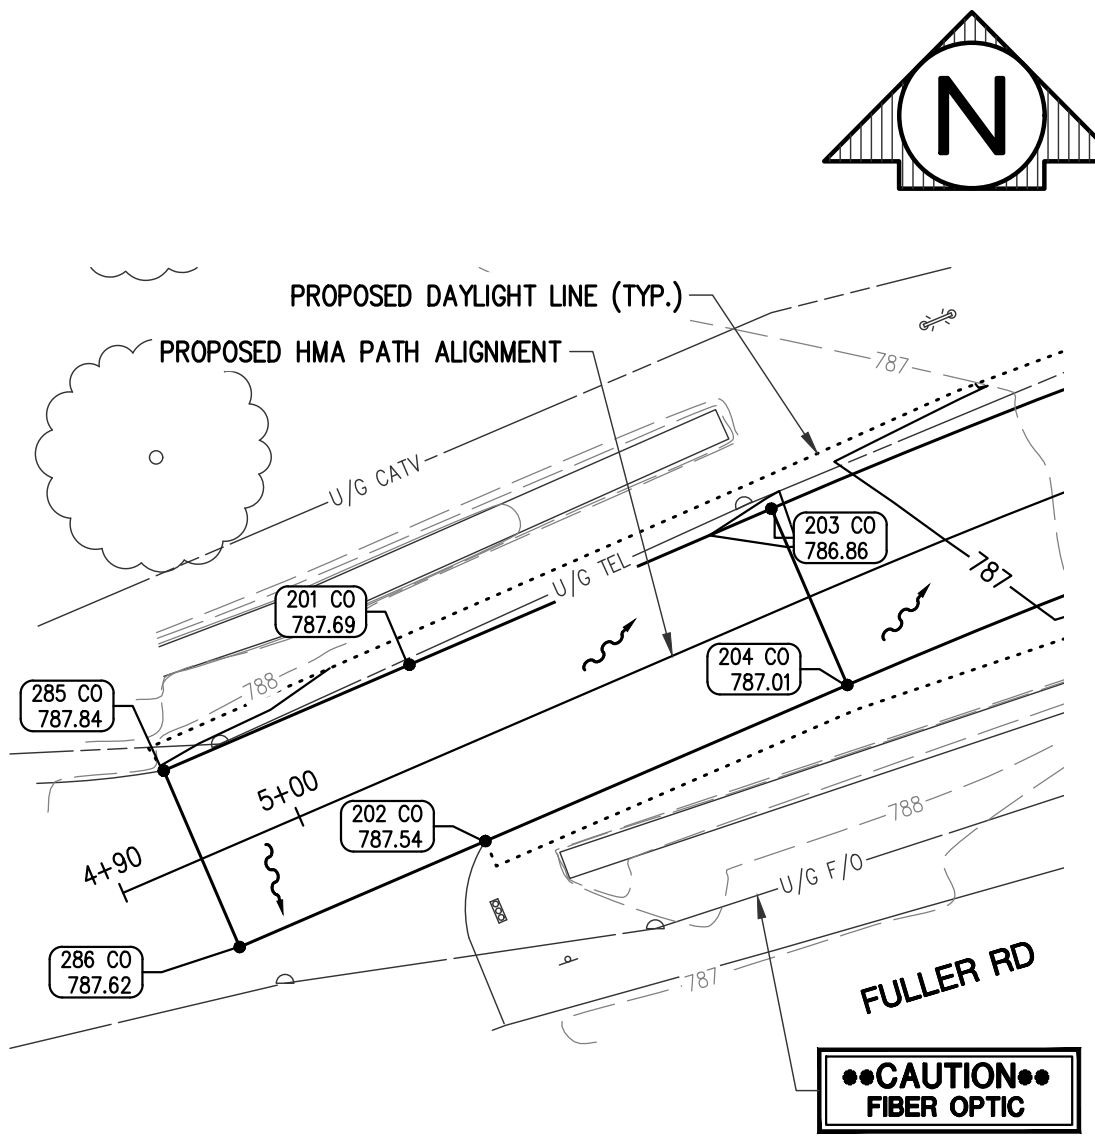 N
PROPOSED DAYLIGHT LINE (TYP.)
PROPOSED HMA PATH ALIGNMENT
787
U/G CATV
203 CO
786.86
U/G TEL
787
201 CO
787.69
204 CO
787.01
788
285 CO
787.84
5+00
202 CO
787.54
788
4+90
U/G F/O
286 CO
787.62
787
FULLER RD
**CAUTION**
FIBER OPTIC